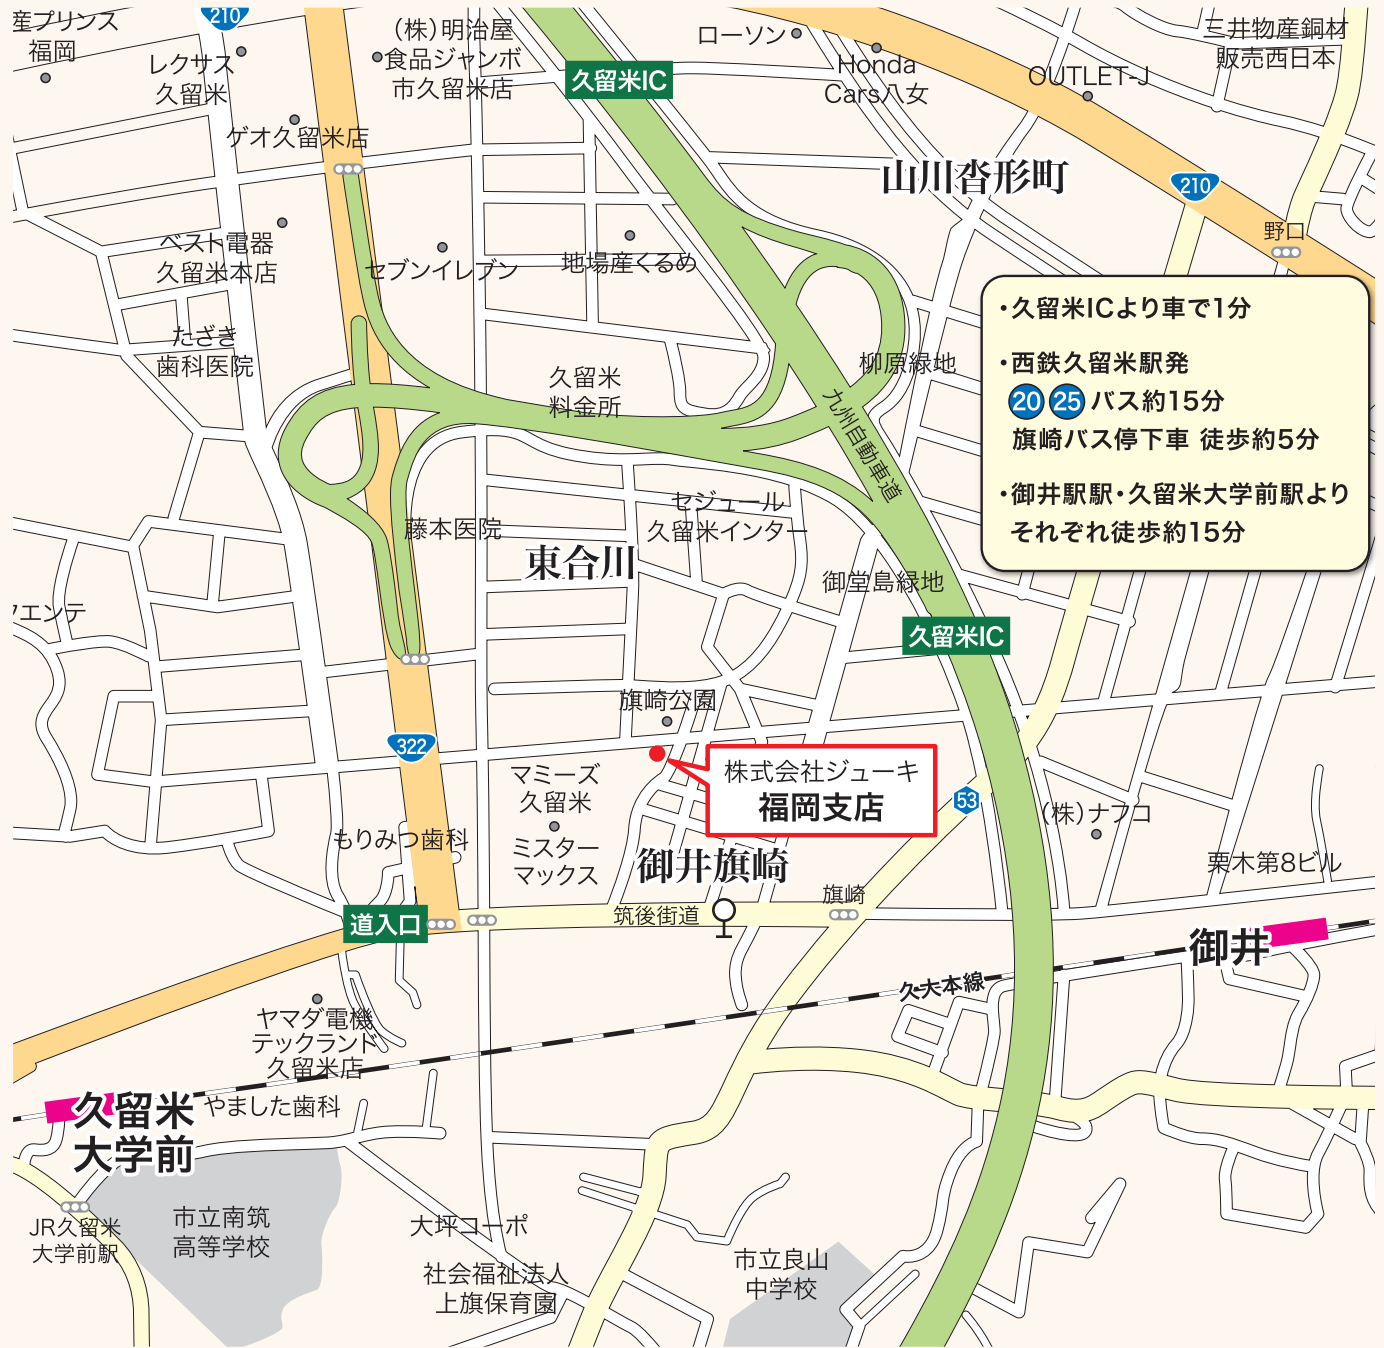 産プリンス
福岡
210
レクサス
久留米
(株)明治屋
食品ジャンボ
市久留米店
ゲオ久留米店
久留米IC
ローソン
Honda
Cars八女
OUTLET-J
三井物産鋼材
販売西日本
山川沓形町
210
野口
ベスト電器
久留米本店
セブンイレブン
地場産くるめ
たざき
歯科医院
久留米
料金所
柳原緑地
九州自動車道
・久留米ICより車で1分
・西鉄久留米駅発
20 25 バス約15分
旗崎バス停下車 徒歩約5分
・御井駅駅・久留米大学前駅より
それぞれ徒歩約15分
藤本医院
セジュール
久留米インター
東合川
御堂島緑地
クエンテ
久留米IC
旗崎公園
322
マミーズ
久留米
株式会社ジューキ
福岡支店
53
(株)ナフコ
もりみつ歯科
ミスター
マックス
御井旗崎
栗木第8ビル
道入口
筑後街道
旗崎
御井
久大本線
ヤマダ電機
テックランド
久留米店
久留米
大学前
やました歯科
JR久留米
大学前駅
市立南筑
高等学校
大坪コーポ
社会福祉法人
上旗保育園
市立良山
中学校